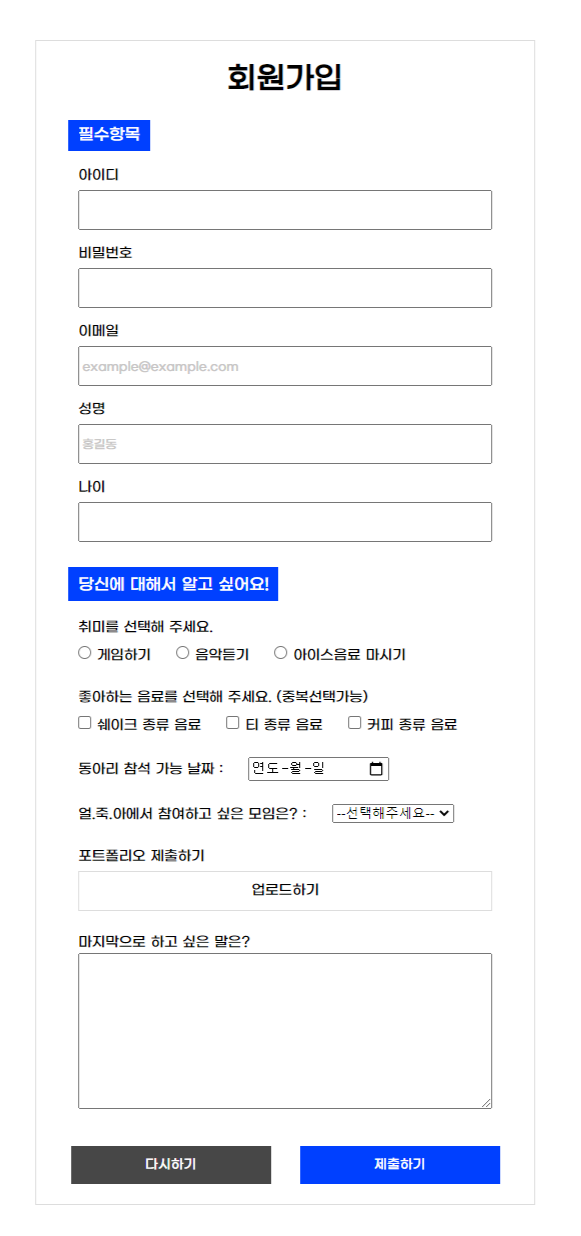 회원가입
필수항목
아이디
비밀번호
이메일
example@example.com
성명
홍길동
나이
당신에 대해서 알고 싶어요!
취미를 선택해 주세요.
게임하기 음악듣기 아이스음료 마시기
좋아하는 음료를 선택해 주세요. (중복선택가능)
쉐이크 종류 음료 티 종류 음료 커피 종류 음료
동아리 참석 가능 날짜 : 연도-월-일
얼.죽.아에서 참여하고 싶은 모임은? : --선택해주세요--
포트폴리오 제출하기
업로드하기
마지막으로 하고 싶은 말은?
다시하기 제출하기